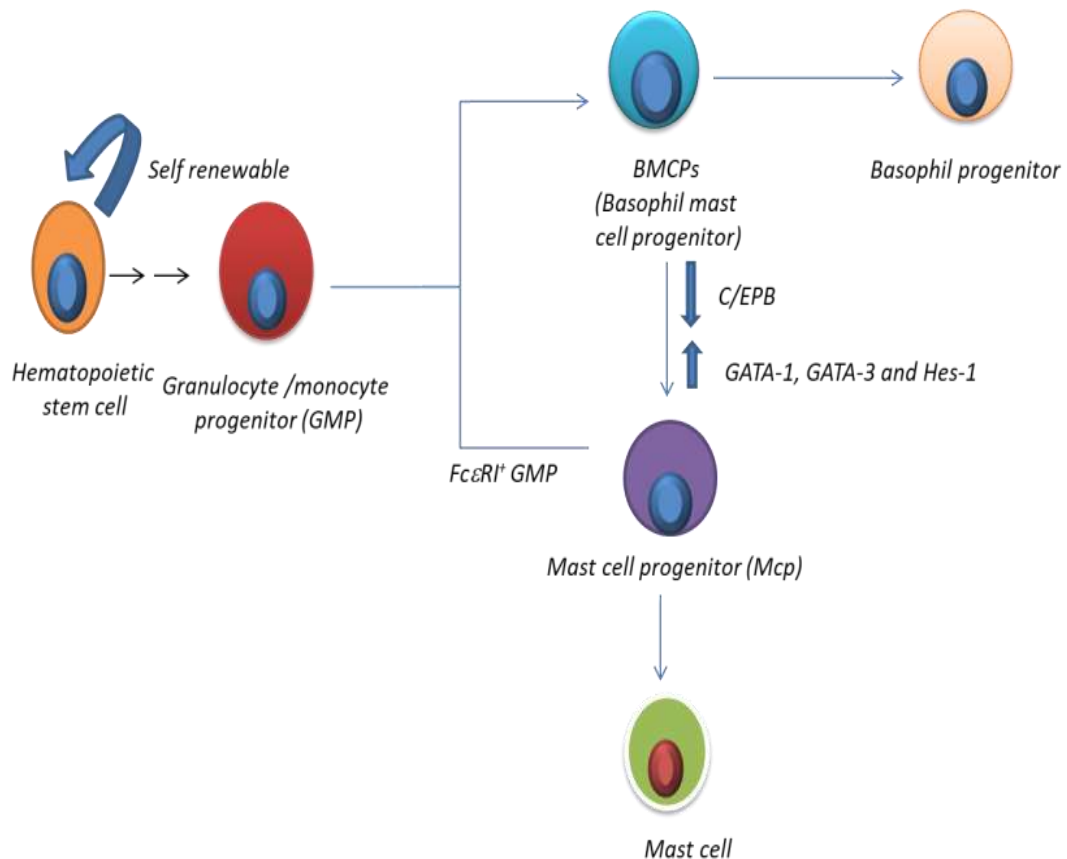 Self renewable
Hematopoietic
stem cell
Granulocyte /monocyte
progenitor (GMP)
BMCPs
(Basophil mast
cell progenitor)
Basophil progenitor
C/EPB
GATA-1, GATA-3 and Hes-1
FcεRI⁺ GMP
Mast cell progenitor (Mcp)
Mast cell